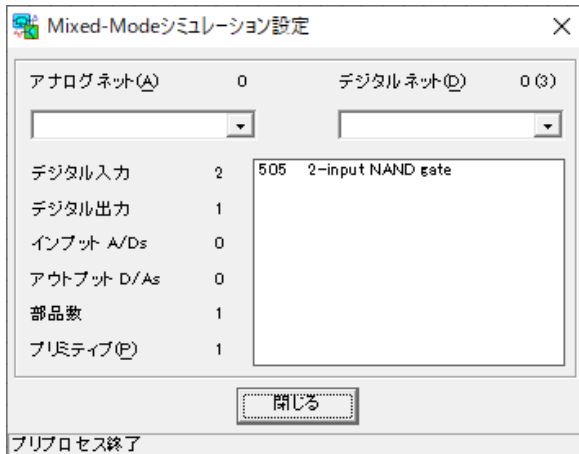 Mixed-Modeシミュレーション設定
アナログネット(A) 0 デジタルネット(D) 0(3)
デジタル入力 2
デジタル出力 1
インプット A/Ds 0
アウトプット D/As 0
部品数 1
プリミティブ(P) 1
505 2-input NAND gate
閉じる
プリプロセス終了